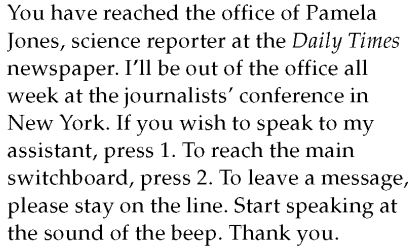 You have reached the office of Pamela
Jones, science reporter at the Daily Times
newspaper. I’ll be out of the office all
week at the journalists’ conference in
New York. If you wish to speak to my
assistant, press 1. To reach the main
switchboard, press 2. To leave a message,
please stay on the line. Start speaking at
the sound of the beep. Thank you.